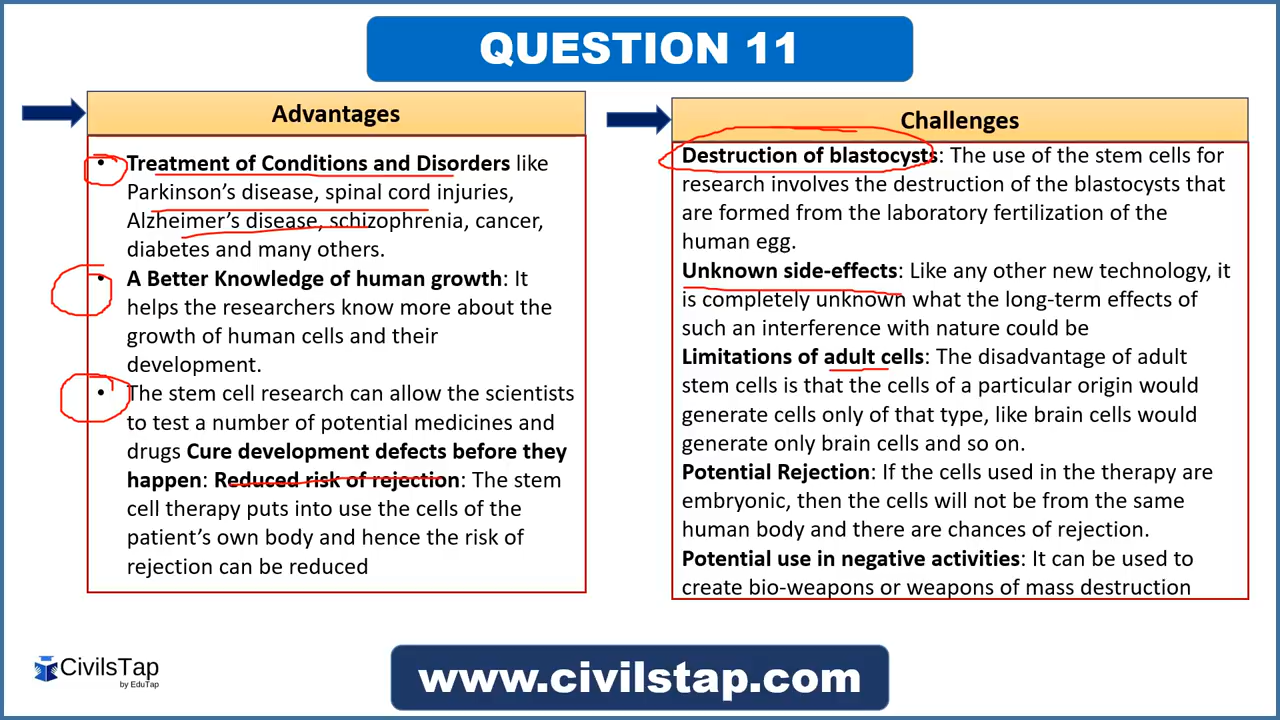 QUESTION 11
Advantages
• Treatment of Conditions and Disorders like
Parkinson's disease, spinal cord injuries,
Alzheimer's disease, schizophrenia, cancer,
diabetes and many others.
• A Better Knowledge of human growth: It
helps the researchers know more about the
growth of human cells and their
development.
• The stem cell research can allow the scientists
to test a number of potential medicines and
drugs Cure development defects before they
happen: Reduced risk of rejection: The stem
cell therapy puts into use the cells of the
patient's own body and hence the risk of
rejection can be reduced
Challenges
Destruction of blastocysts: The use of the stem cells for
research involves the destruction of the blastocysts that
are formed from the laboratory fertilization of the
human egg.
Unknown side-effects: Like any other new technology, it
is completely unknown what the long-term effects of
such an interference with nature could be
Limitations of adult cells: The disadvantage of adult
stem cells is that the cells of a particular origin would
generate cells only of that type, like brain cells would
generate only brain cells and so on.
Potential Rejection: If the cells used in the therapy are
embryonic, then the cells will not be from the same
human body and there are chances of rejection.
Potential use in negative activities: It can be used to
create bio-weapons or weapons of mass destruction
CivilsTap
by EduTap
www.civilstap.com